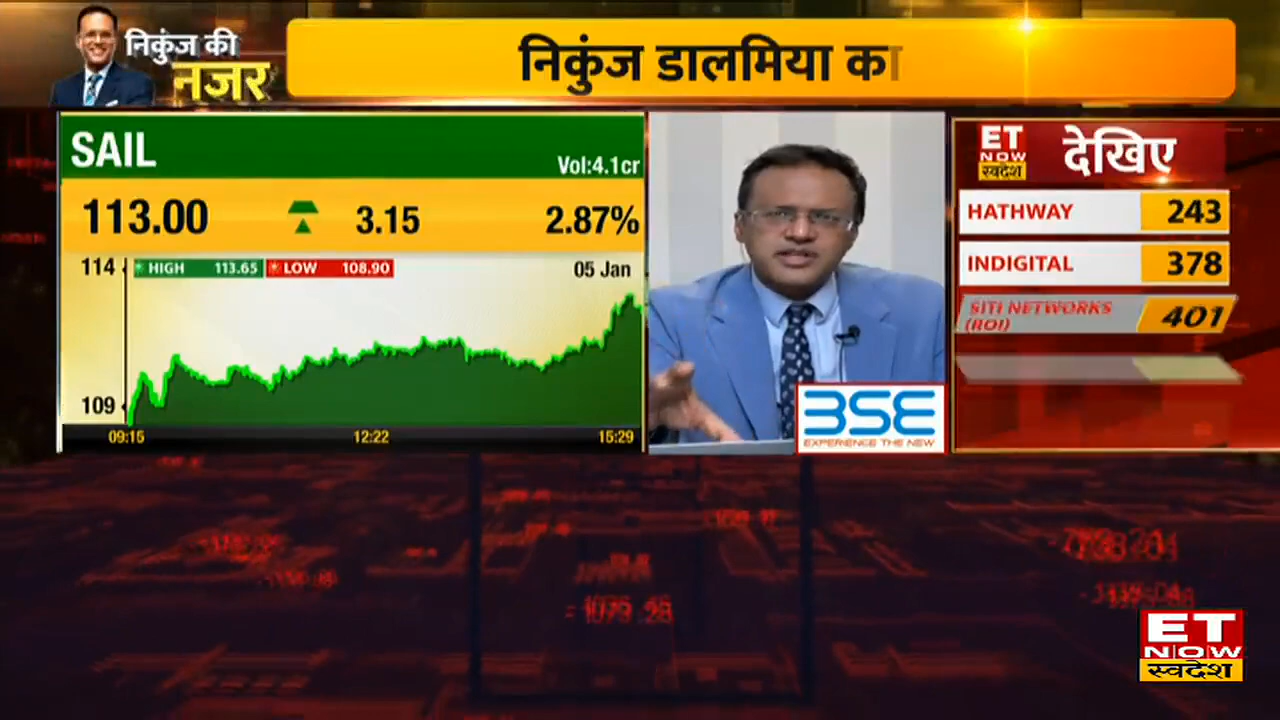 निकुंज की
नज़र
निकुंज डालमिया का
SAIL
Vol:4.1cr
113.00 3.15 2.87%
114
HIGH 113.65 LOW 108.90
05 Jan
109
09:15 12:22 15:29
BSE
EXPERIENCE THE NEW
ET
NOW
स्वदेश
देखिए
HATHWAY 243
INDIGITAL 378
SITI NETWORKS
(ROI)
401
ET
NOW
स्वदेश